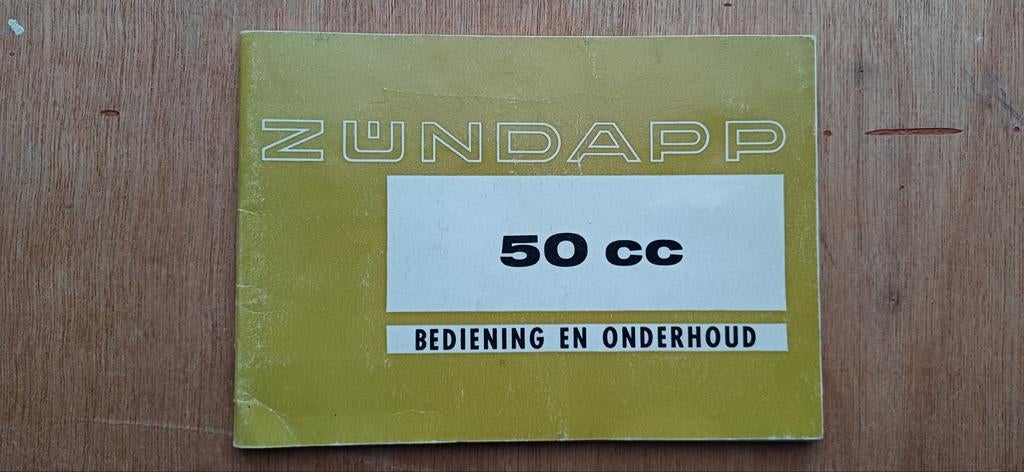 ZÜNDAPP
50 cc
BEDIENING EN ONDERHOUD